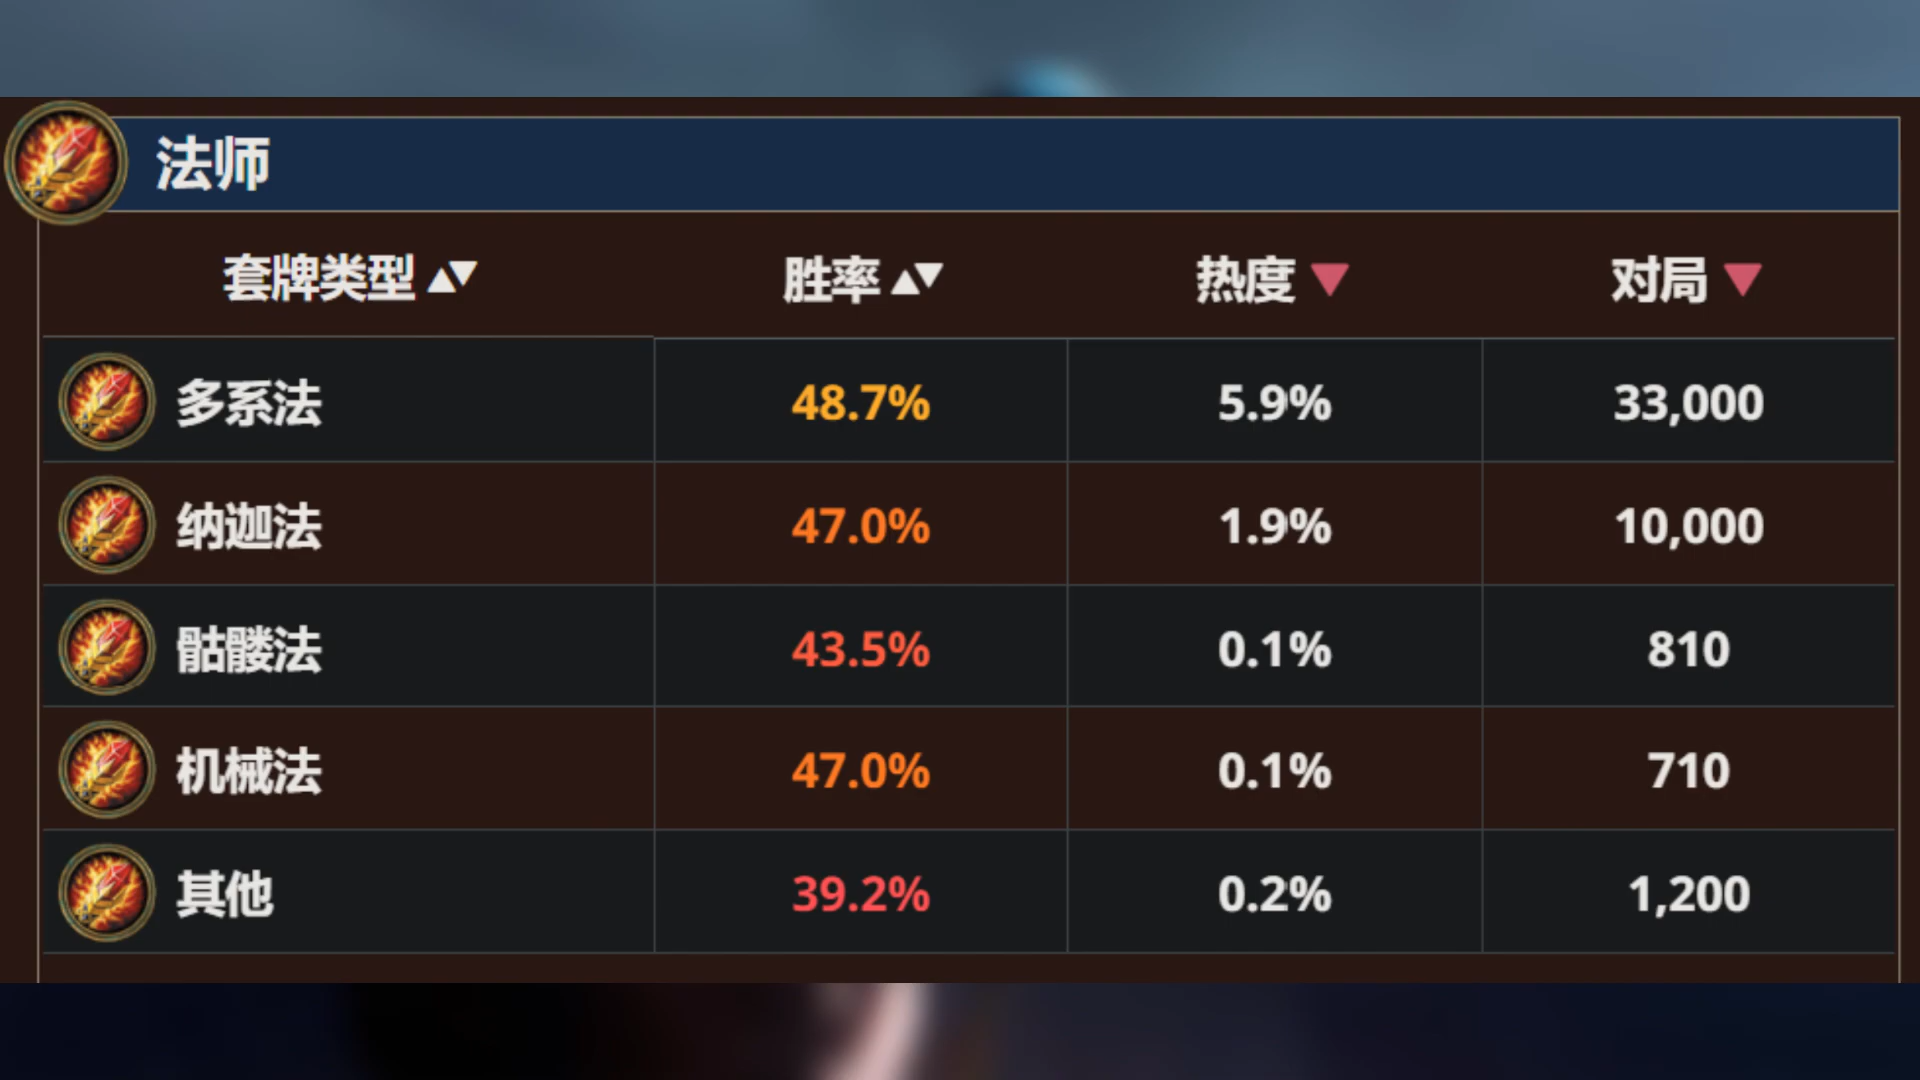 法师
套牌类型 胜率 热度 对局
多系法 48.7% 5.9% 33,000
纳迦法 47.0% 1.9% 10,000
骷髅法 43.5% 0.1% 810
机械法 47.0% 0.1% 710
其他 39.2% 0.2% 1,200